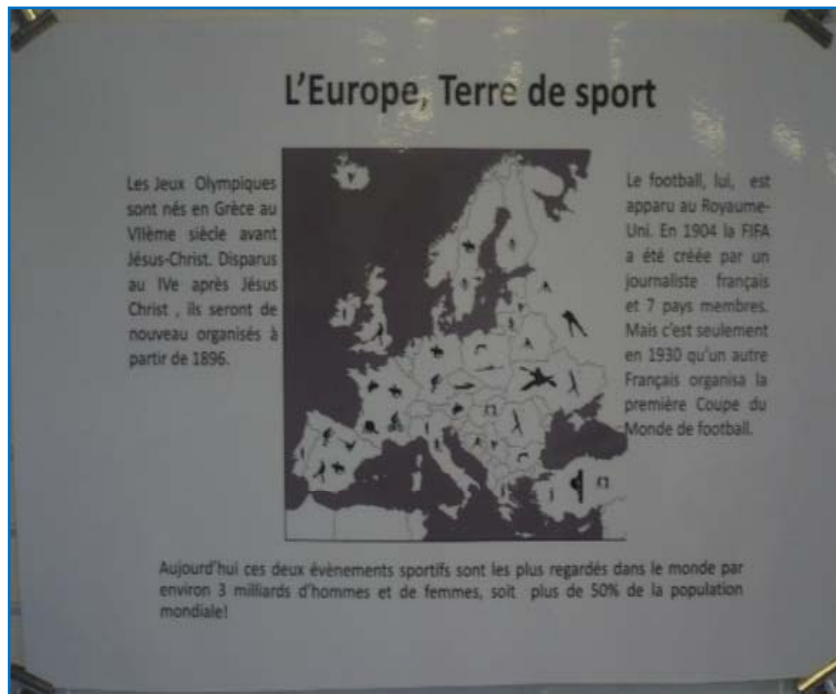 L'Europe, Terre de sport
Les Jeux Olympiques
sont nés en Grèce au
VIIème siècle avant
Jésus-Christ. Disparus
au IVe après Jésus
Christ , ils seront de
nouveau organisés à
partir de 1896.
Le football, lui, est
apparu au Royaume-
Uni. En 1904 la FIFA
a été créée par un
journaliste français
et 7 pays membres.
Mais c'est seulement
en 1930 qu'un autre
Français organisa la
première Coupe du
Monde de football.
Aujourd'hui ces deux évènements sportifs sont les plus regardés dans le monde par
environ 3 milliards d'hommes et de femmes, soit plus de 50% de la population
mondiale!